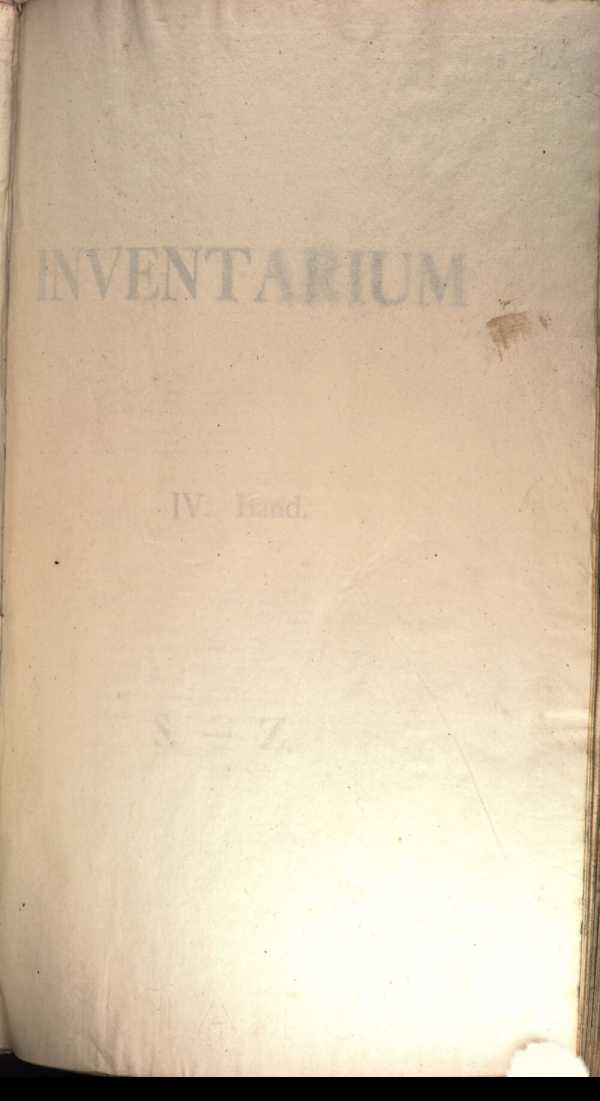 INVENTARIUM
IV. Band.
S. — Z.